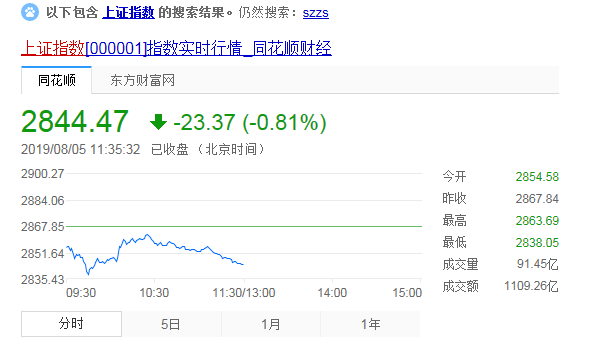 以下包含 上证指数 的搜索结果。仍然搜索：szzs
上证指数[000001]指数实时行情_同花顺财经
同花顺 东方财富网
2844.47 -23.37 (-0.81%)
2019/08/05 11:35:32 已收盘 （北京时间）
2900.27
2884.06
2867.85
2851.64
2835.43
09:30 10:30 11:30/13:00 14:00 15:00
今开 2854.58
昨收 2867.84
最高 2863.69
最低 2838.05
成交量 91.45亿
成交额 1109.26亿
分时 5日 1月 1年